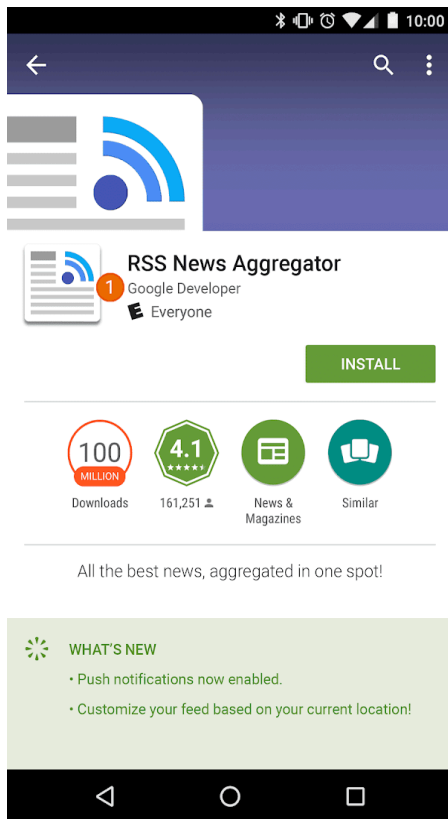 10:00
RSS News Aggregator
1
Google Developer
E Everyone
INSTALL
100
MILLION
4.1
Downloads
161,251
News &
Magazines
Similar
All the best news, aggregated in one spot!
WHAT'S NEW
• Push notifications now enabled.
• Customize your feed based on your current location!